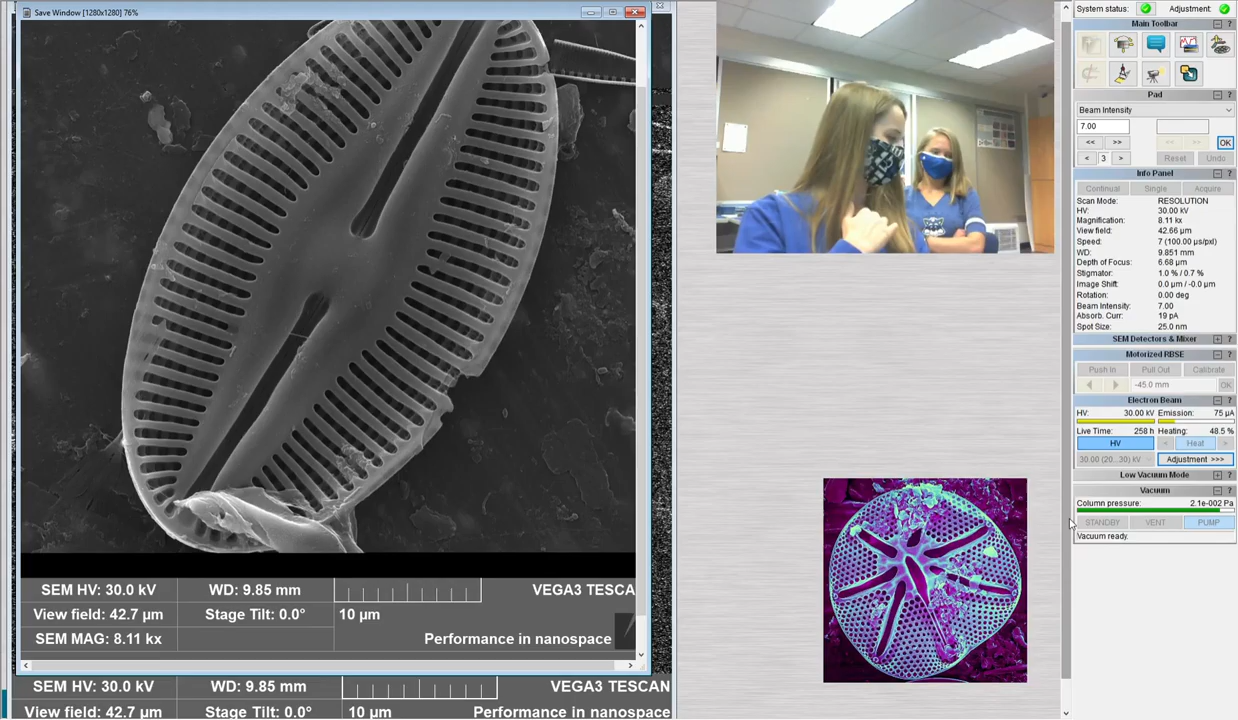 Save Window [1280x1280] 76%
SEM HV: 30.0 kV WD: 9.85 mm VEGA3 TESCA
View field: 42.7 µm Stage Tilt: 0.0° 10 µm
SEM MAG: 8.11 kx Performance in nanospace
SEM HV: 30.0 kV WD: 9.85 mm VEGA3 TESCAN
View field: 42.7 µm Stage Tilt: 0.0° 10 µm Performance in nanospace
System status: Adjustment:
Main Toolbar
Pad
Beam Intensity
7.00
<< >> << >> OK
< 3 > Reset Undo
Info Panel
Continual Single Acquire
Scan Mode: RESOLUTION
HV: 30.00 kV
Magnification: 8.11 kx
View field: 42.66 µm
Speed: 7 (100.00 µs/pxl)
WD: 9.851 mm
Depth of Focus: 6.68 µm
Stigmator: 1.0 % / 0.7 %
Image Shift: 0.0 µm / -0.0 µm
Rotation: 0.00 deg
Beam Intensity: 7.00
Absorb. Curr: 19 pA
Spot Size: 25.0 nm
SEM Detectors & Mixer
Motorized RBSE
Push In Pull Out Calibrate
-45.0 mm OK
Electron Beam
HV: 30.00 kV Emission: 75 µA
Live Time: 258 h Heating: 48.5 %
HV < Heat >
30.00 (20...30) kV Adjustment >>>
Low Vacuum Mode
Vacuum
Column pressure: 2.1e-002 Pa
STANDBY VENT PUMP
Vacuum ready.